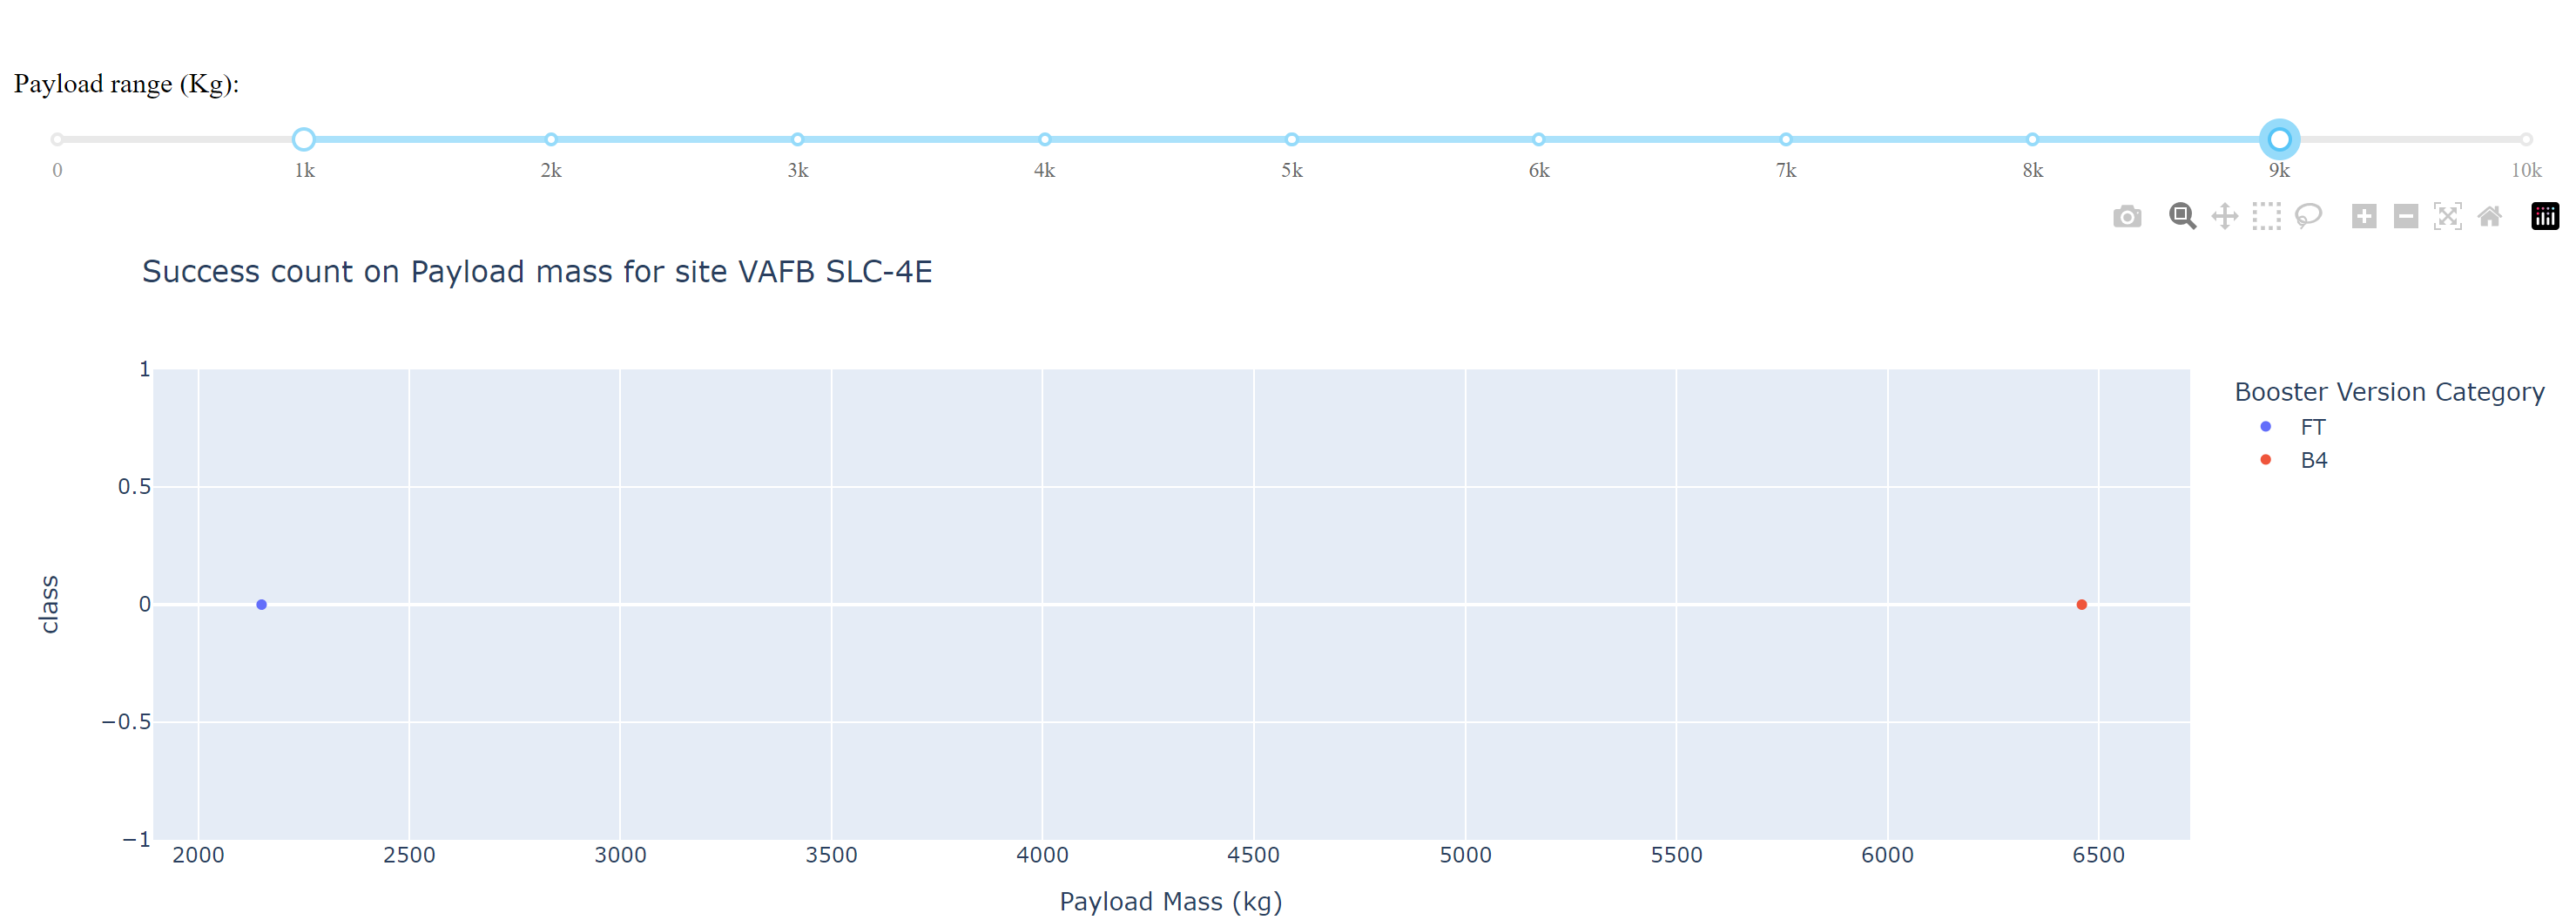 Payload range (Kg):
0 1k 2k 3k 4k 5k 6k 7k 8k 9k 10k
Success count on Payload mass for site VAFB SLC-4E
1
0.5
0
−0.5
−1
class
2000 2500 3000 3500 4000 4500 5000 5500 6000 6500
Payload Mass (kg)
Booster Version Category
FT
B4